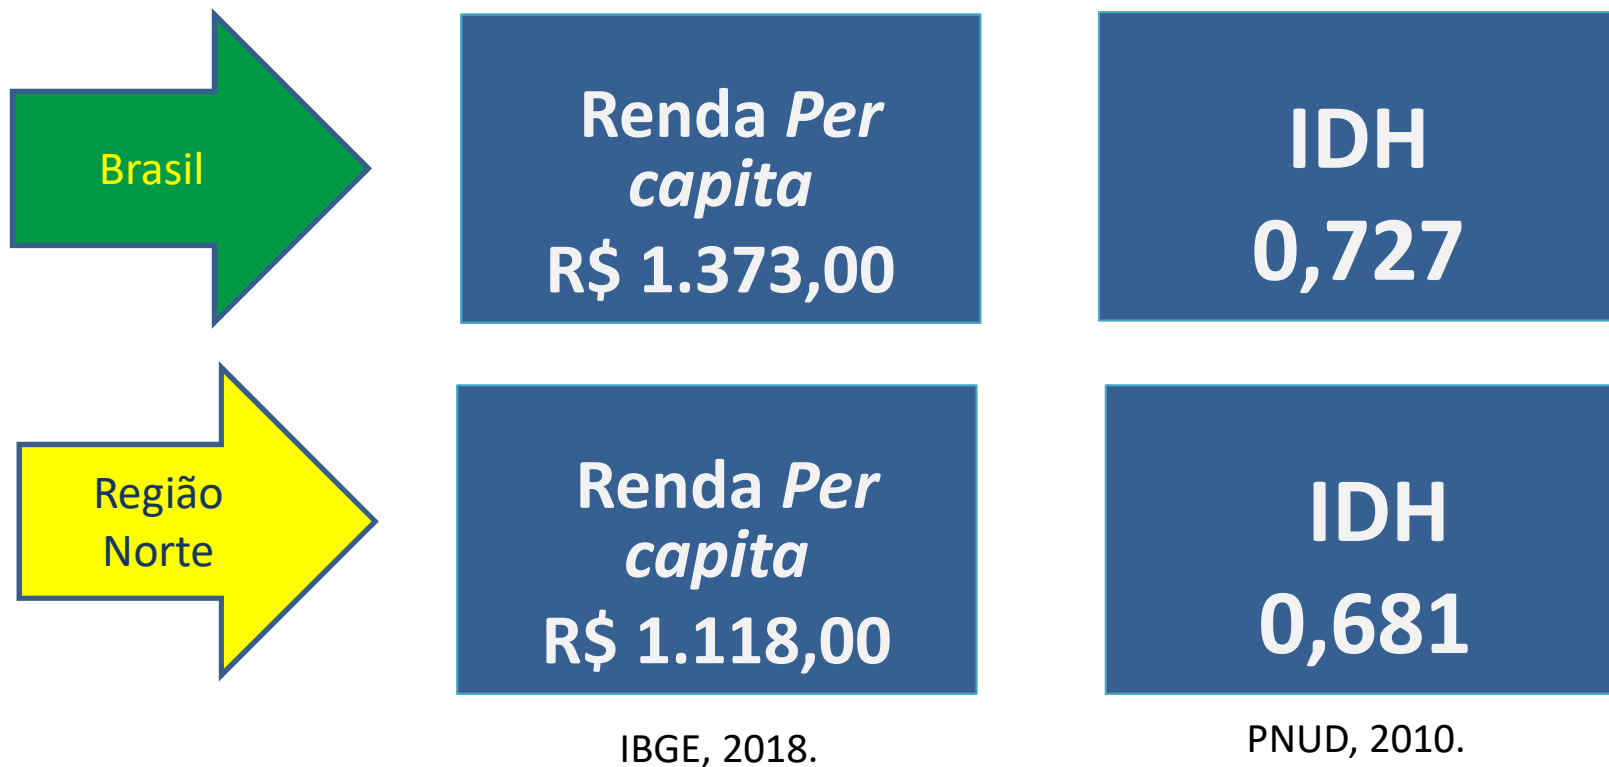 Brasil
Renda Per
capita
R$ 1.373,00
IDH
0,727
Região
Norte
Renda Per
capita
R$ 1.118,00
IDH
0,681
IBGE, 2018.
PNUD, 2010.